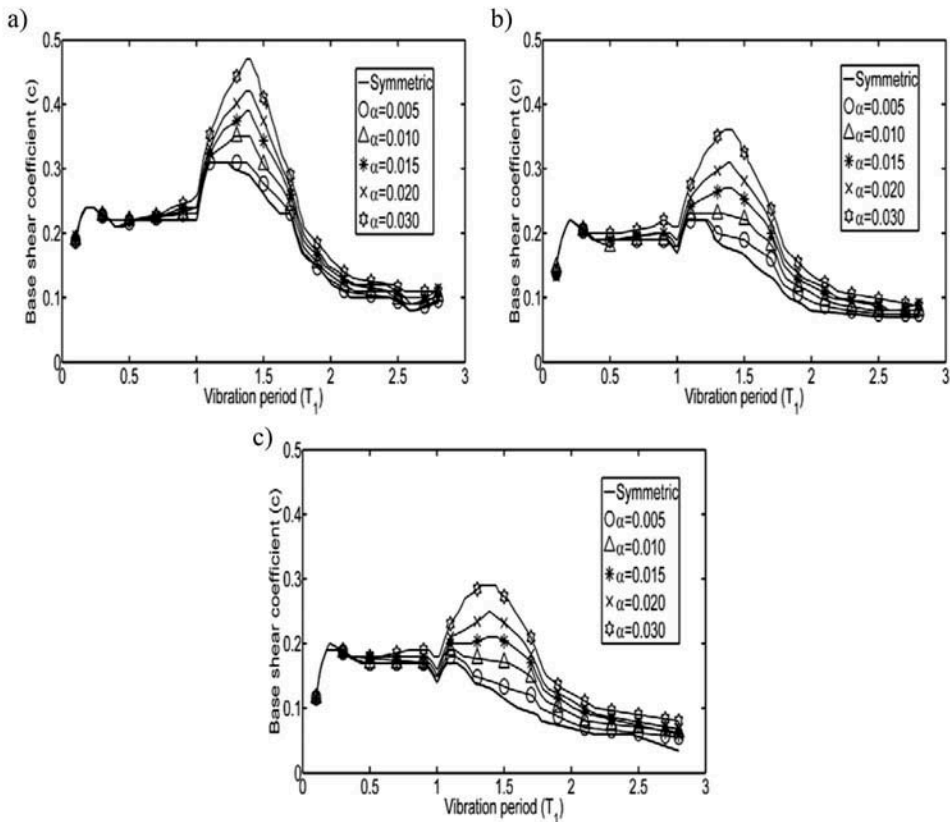 a)
0.5
0.4
0.3
0.2
0.1
0
0
0.5
1
1.5
2
2.5
3
Base shear coefficient (c)
Vibration period (T1)
Symmetric
α=0.005
α=0.010
α=0.015
α=0.020
α=0.030
b)
0.5
0.4
0.3
0.2
0.1
0
0
0.5
1
1.5
2
2.5
3
Base shear coefficient (c)
Vibration period (T1)
Symmetric
α=0.005
α=0.010
α=0.015
α=0.020
α=0.030
c)
0.5
0.4
0.3
0.2
0.1
0
0
0.5
1
1.5
2
2.5
3
Base shear coefficient (c)
Vibration period (T1)
Symmetric
α=0.005
α=0.010
α=0.015
α=0.020
α=0.030